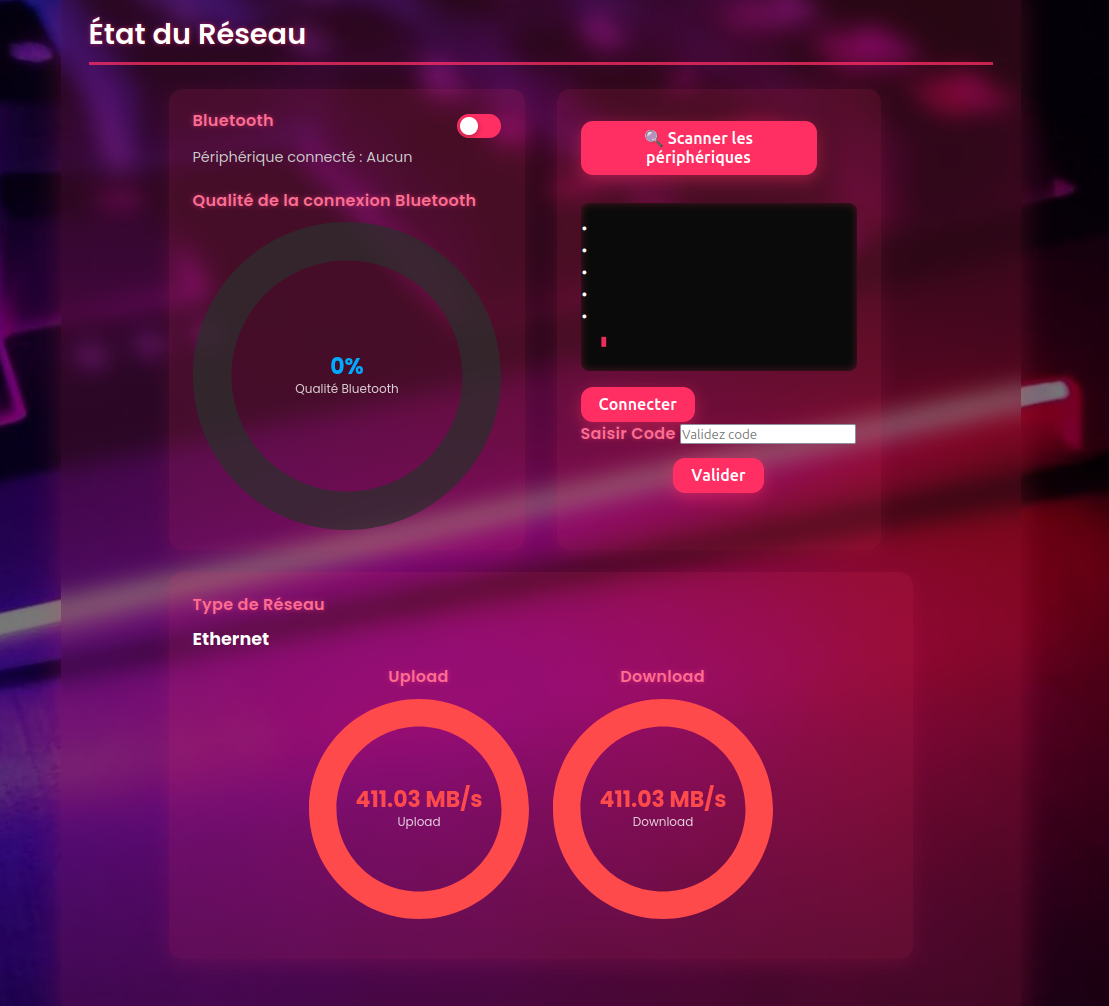 État du Réseau
Bluetooth
Périphérique connecté : Aucun
Qualité de la connexion Bluetooth
0%
Qualité Bluetooth
🔍 Scanner les
périphériques
Connecter
Saisir Code Validez code
Valider
Type de Réseau
Ethernet
Upload
411.03 MB/s
Upload
Download
411.03 MB/s
Download